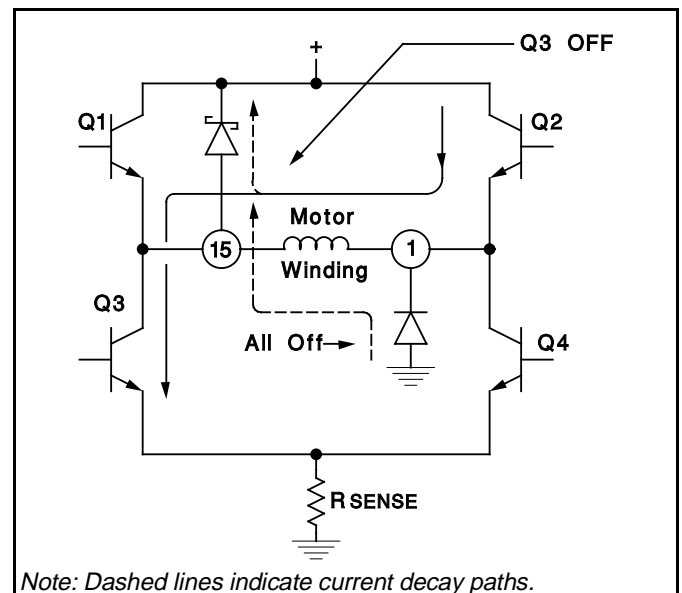 Q3 OFF
+
Q1
Q2
Motor
15
1
Winding
Q3
All Off
Q4
RSENSE
Note: Dashed lines indicate current decay paths.